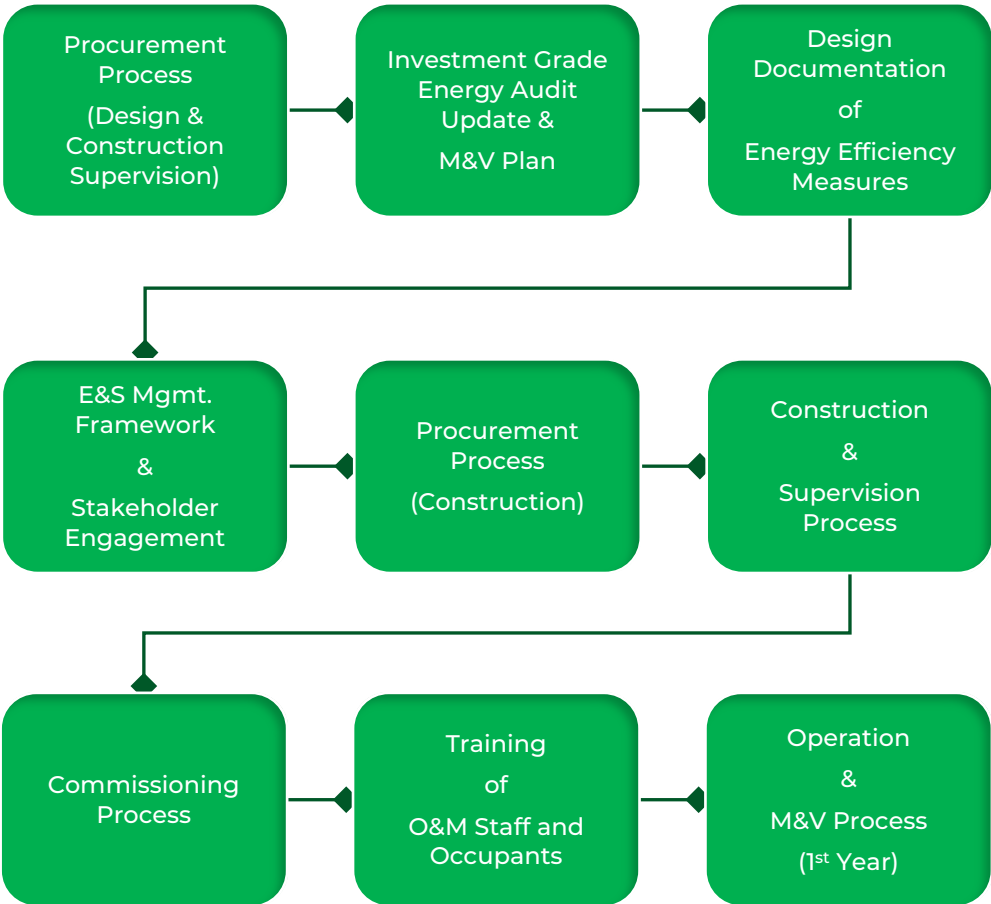 Procurement
Process
(Design &
Construction
Supervision)
Investment Grade
Energy Audit
Update &
M&V Plan
Design
Documentation
of
Energy Efficiency
Measures
E&S Mgmt.
Framework
&
Stakeholder
Engagement
Procurement
Process
(Construction)
Construction
&
Supervision
Process
Commissioning
Process
Training
of
O&M Staff and
Occupants
Operation
&
M&V Process
(1st Year)